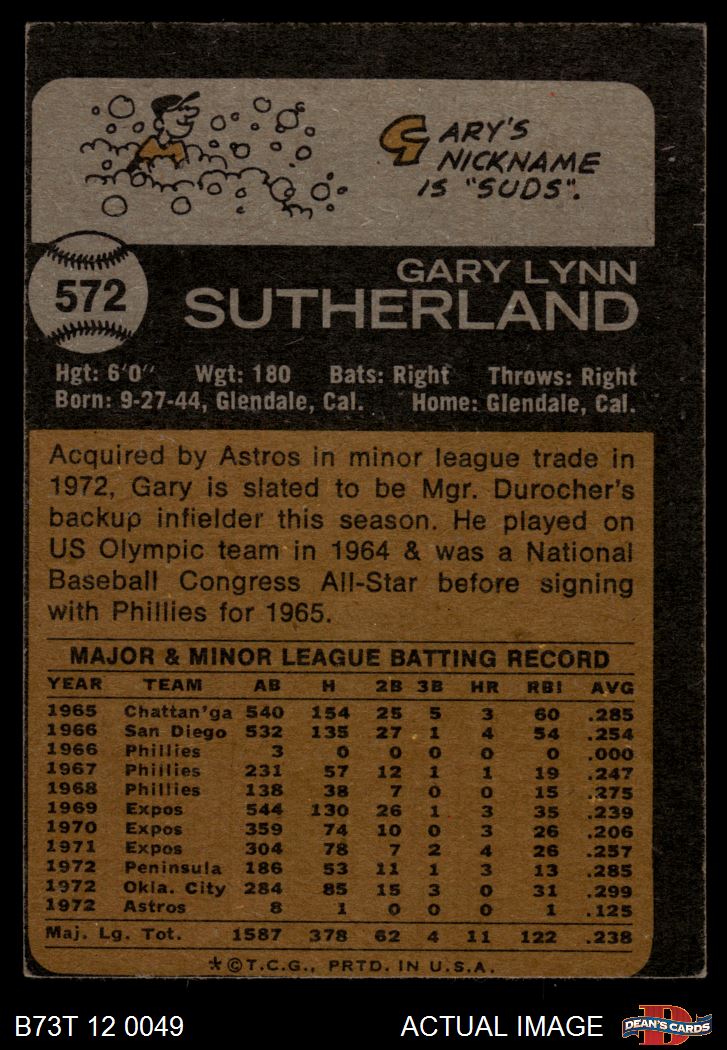 GARY'S
NICKNAME
IS "SUDS".
572
GARY LYNN
SUTHERLAND
Hgt: 6'0" Wgt: 180 Bats: Right Throws: Right
Born: 9-27-44, Glendale, Cal. Home: Glendale, Cal.
Acquired by Astros in minor league trade in
1972, Gary is slated to be Mgr. Durocher's
backup infielder this season. He played on
US Olympic team in 1964 & was a National
Baseball Congress All-Star before signing
with Phillies for 1965.
MAJOR & MINOR LEAGUE BATTING RECORD
YEAR TEAM AB H 2B 3B HR RBI AVG
1965 Chattan'ga 540 154 25 5 3 60 .285
1966 San Diego 532 135 27 1 4 54 .254
1966 Phillies 3 0 0 0 0 0 .000
1967 Phillies 231 57 12 1 1 19 .247
1968 Phillies 138 38 7 0 0 15 .275
1969 Expos 544 130 26 1 3 35 .239
1970 Expos 359 74 10 0 3 26 .206
1971 Expos 304 78 7 2 4 26 .257
1972 Peninsula 186 53 11 1 3 13 .285
1972 Okla. City 284 85 15 3 0 31 .299
1972 Astros 8 1 0 0 0 1 .125
Maj. Lg. Tot. 1587 378 62 4 11 122 .238
*©T.C.G., PRTD. IN U.S.A.
B73T 12 0049 ACTUAL IMAGE
D
DEAN'S CARDS